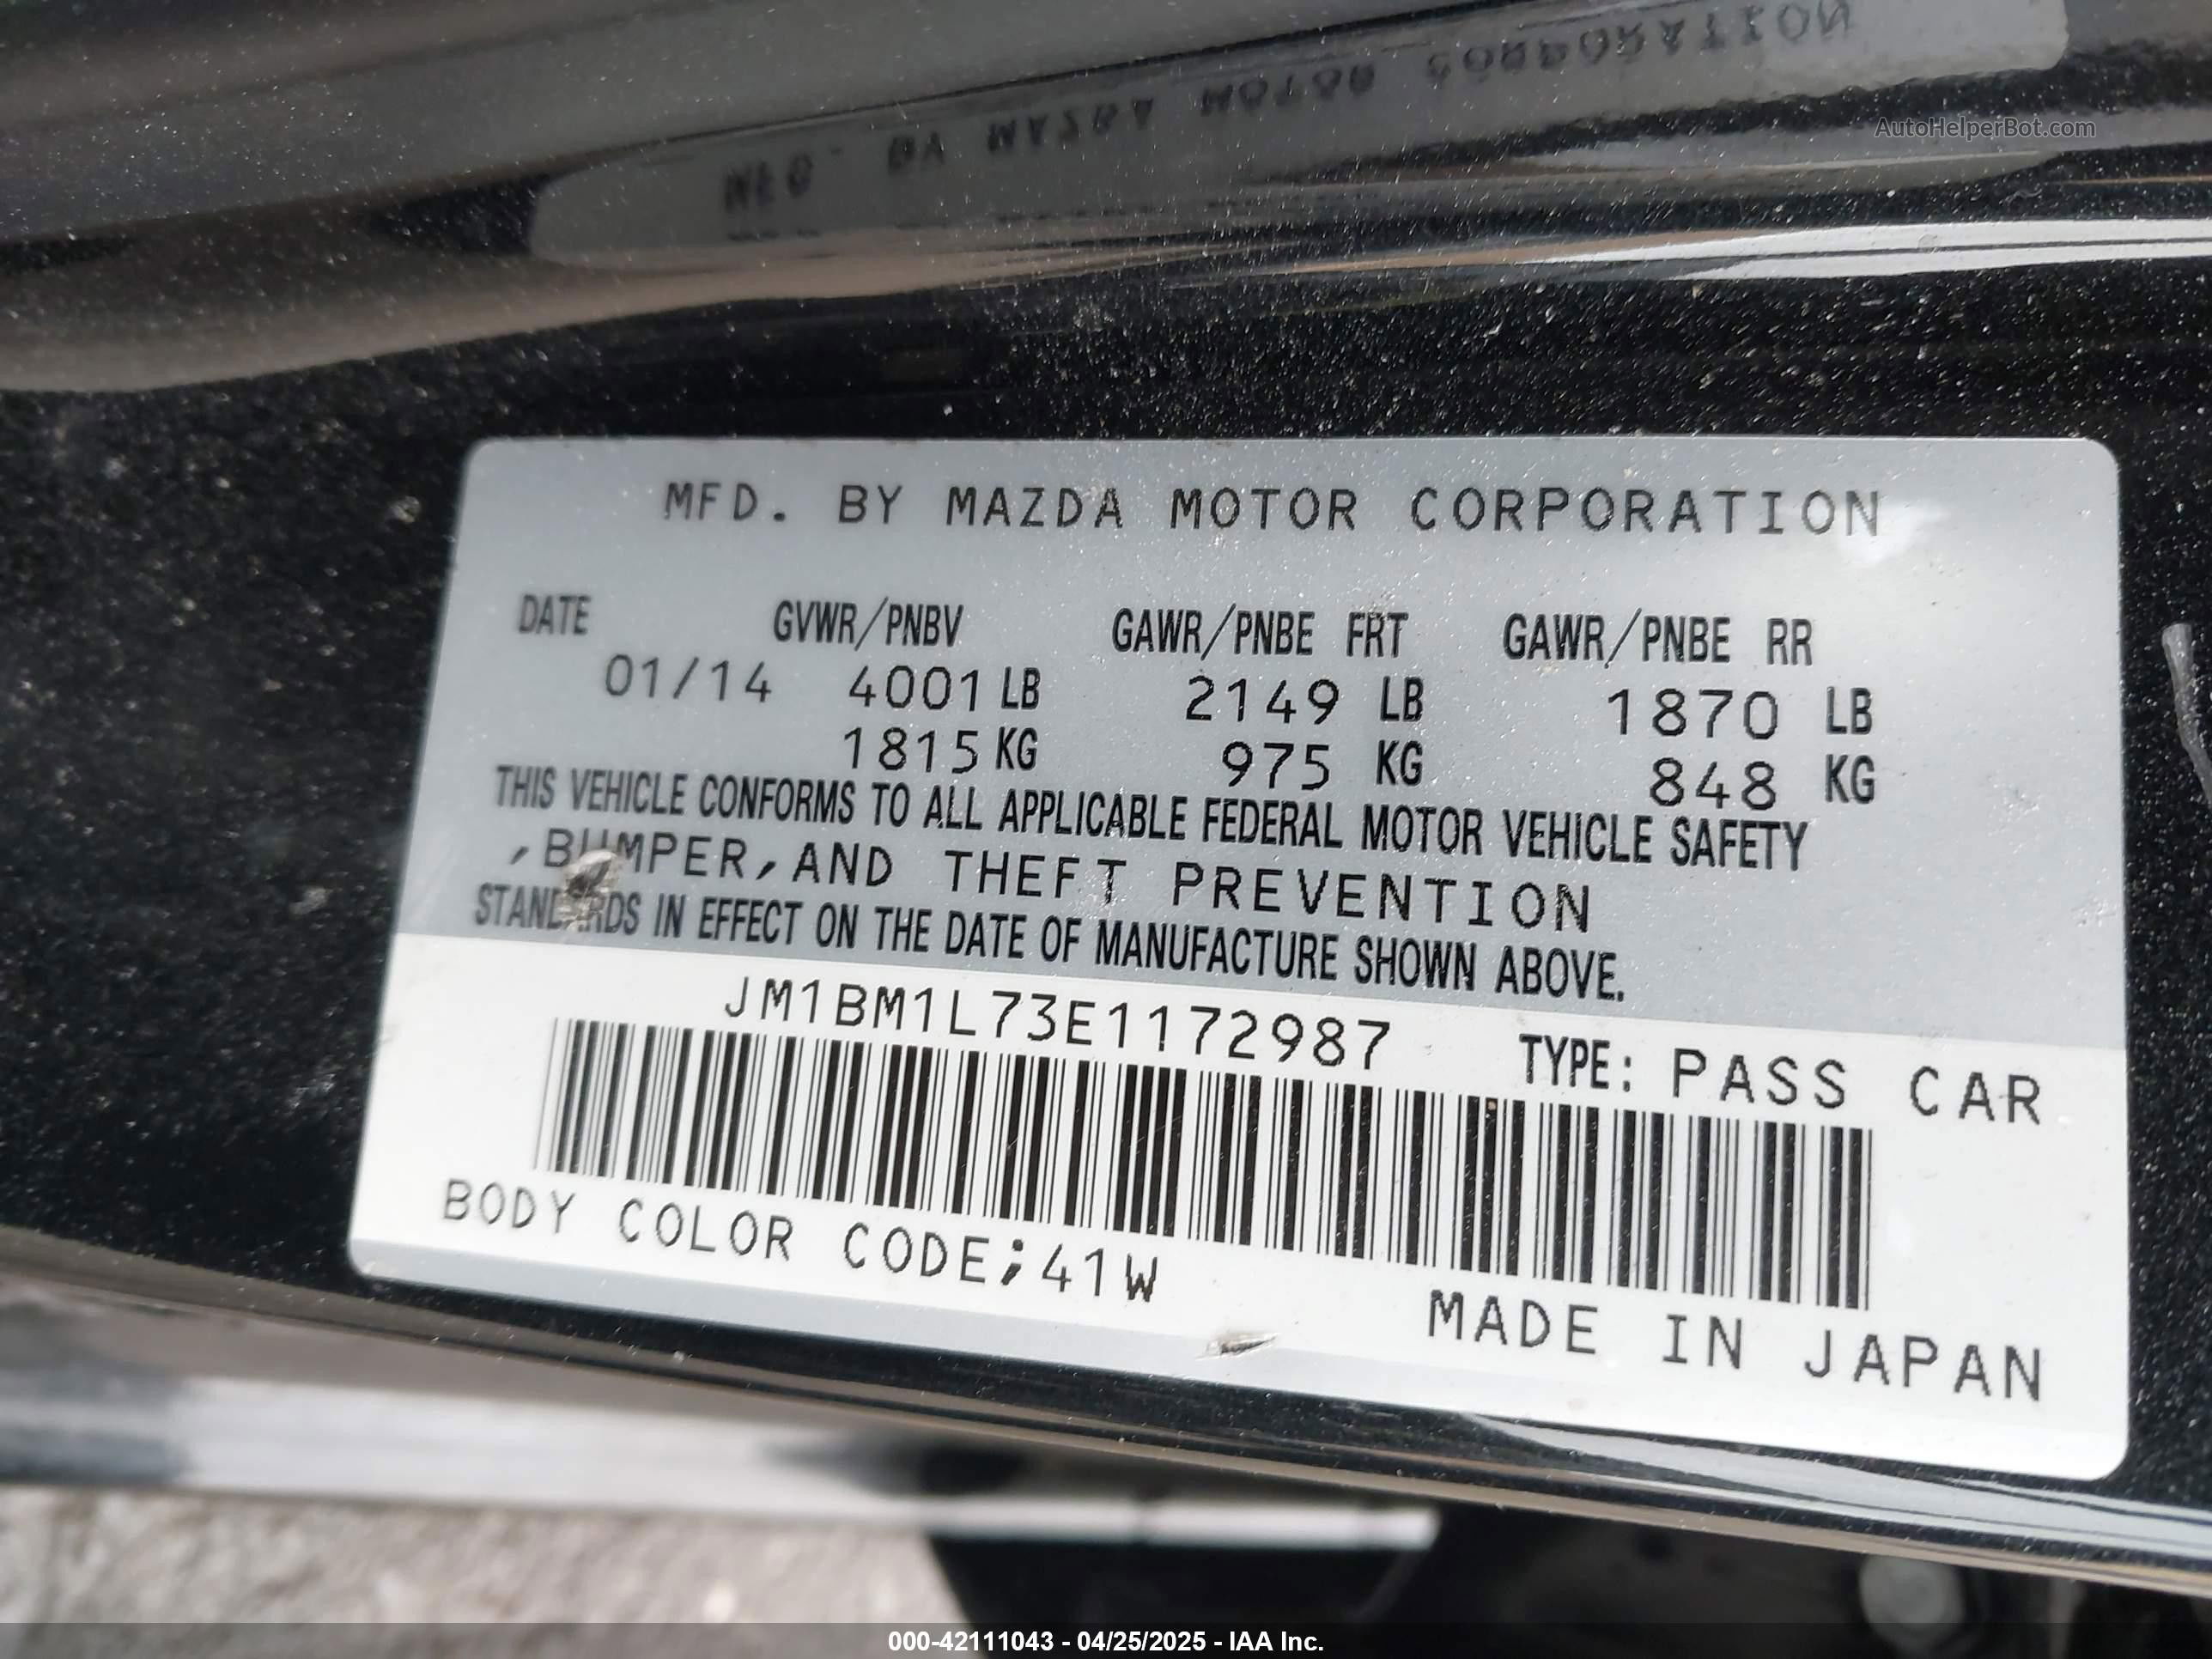 AutoHelperBot.com
MFD. BY MAZDA MOTOR CORPORATION
DATE GVWR/PNBV GAWR/PNBE FRT GAWR/PNBE RR
01/14 4001 LB 2149 LB 1870 LB
1815 KG 975 KG 848 KG
THIS VEHICLE CONFORMS TO ALL APPLICABLE FEDERAL MOTOR VEHICLE SAFETY
,BUMPER,AND THEFT PREVENTION
STANDARDS IN EFFECT ON THE DATE OF MANUFACTURE SHOWN ABOVE.
JM1BM1L73E1172987 TYPE: PASS CAR
BODY COLOR CODE;41W
MADE IN JAPAN
000-42111043 - 04/25/2025 - IAA Inc.